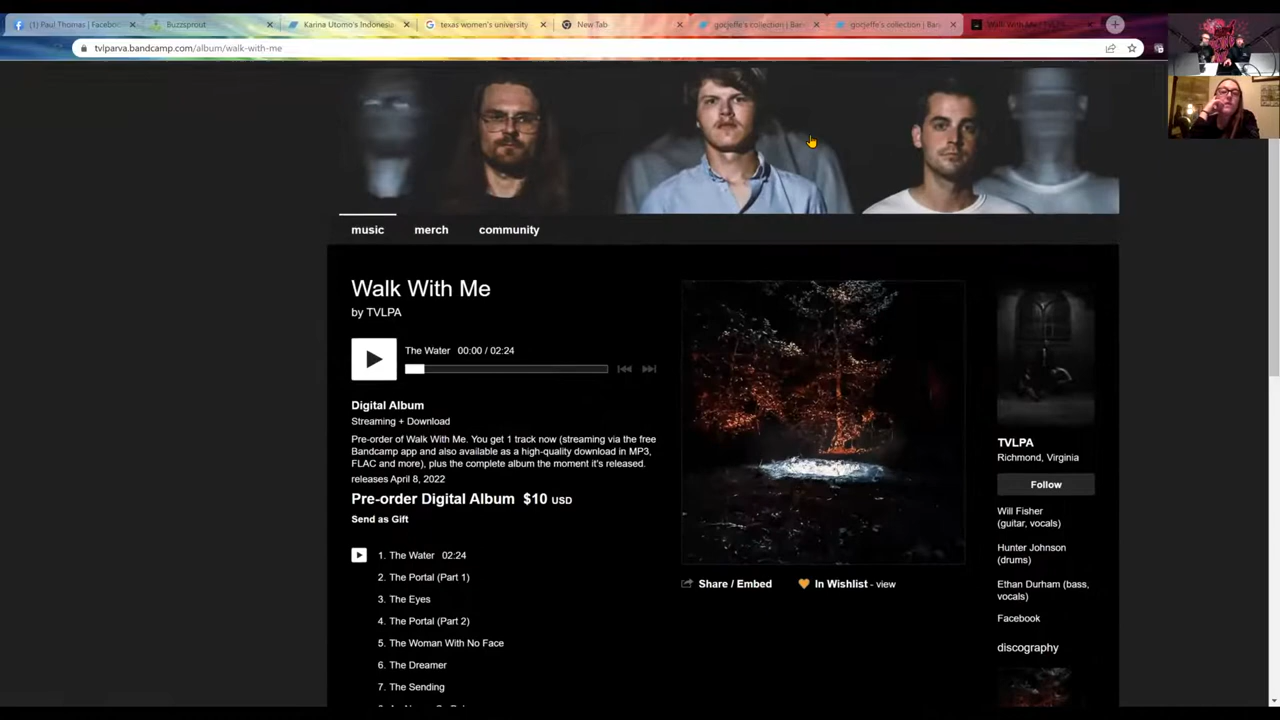 (1) Paul Thomas | Faceboo
Buzzsprout
Karina Utomo's Indonesia
texas women's university
New Tab
gocjeffe's collection | Ban
gocjeffe's collection | Ban
Walk With Me | TVLPA
tvlparva.bandcamp.com/album/walk-with-me
music merch community
Walk With Me
by TVLPA
The Water 00:00 / 02:24
Digital Album
Streaming + Download
Pre-order of Walk With Me. You get 1 track now (streaming via the free
Bandcamp app and also available as a high-quality download in MP3,
FLAC and more), plus the complete album the moment it's released.
releases April 8, 2022
Pre-order Digital Album $10 USD
Send as Gift
1. The Water 02:24
2. The Portal (Part 1)
3. The Eyes
4. The Portal (Part 2)
5. The Woman With No Face
6. The Dreamer
7. The Sending
Share / Embed
In Wishlist - view
TVLPA
Richmond, Virginia
Follow
Will Fisher
(guitar, vocals)
Hunter Johnson
(drums)
Ethan Durham (bass,
vocals)
Facebook
discography